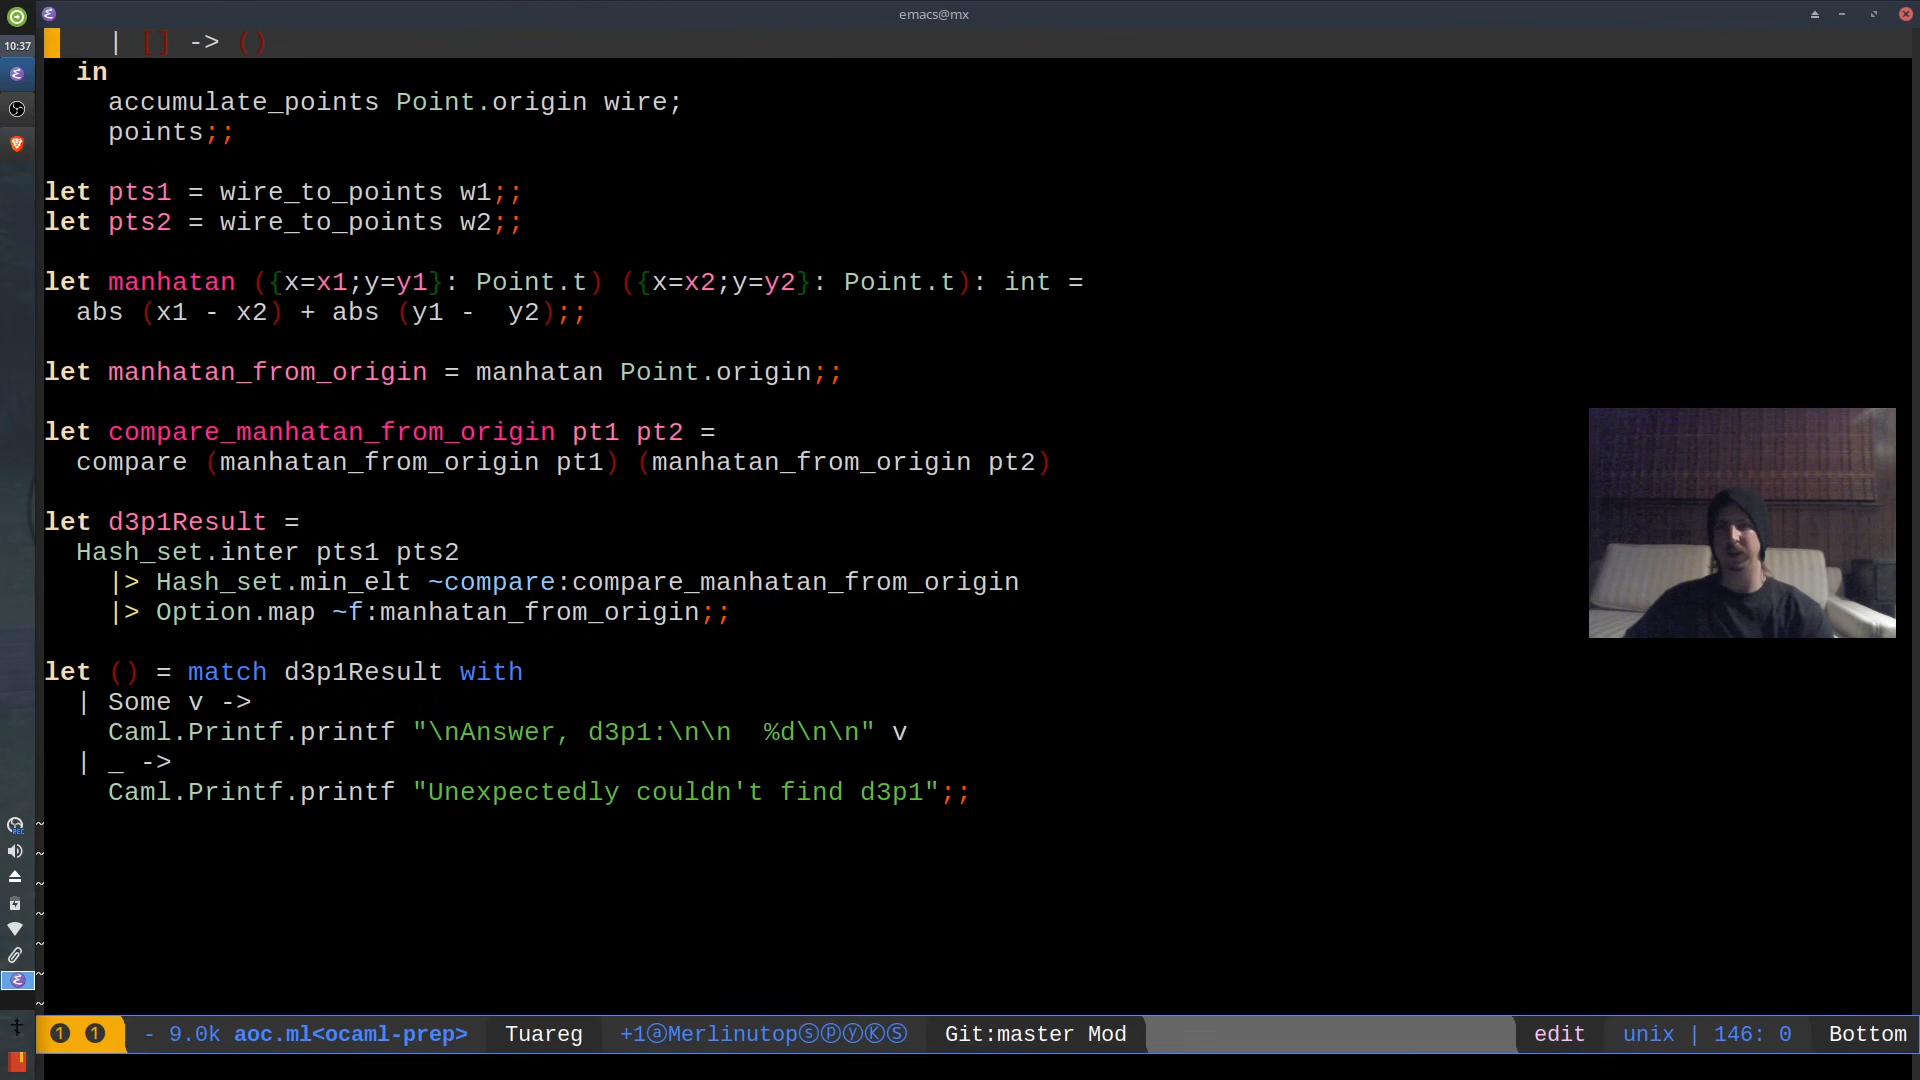 emacs@mx
10:37
| [] -> ()
in
accumulate_points Point.origin wire;
points;;
let pts1 = wire_to_points w1;;
let pts2 = wire_to_points w2;;
let manhatan ({x=x1;y=y1}: Point.t) ({x=x2;y=y2}: Point.t): int =
abs (x1 - x2) + abs (y1 -  y2);;
let manhatan_from_origin = manhatan Point.origin;;
let compare_manhatan_from_origin pt1 pt2 =
compare (manhatan_from_origin pt1) (manhatan_from_origin pt2)
let d3p1Result =
Hash_set.inter pts1 pts2
|> Hash_set.min_elt ~compare:compare_manhatan_from_origin
|> Option.map ~f:manhatan_from_origin;;
let () = match d3p1Result with
| Some v ->
Caml.Printf.printf "\nAnswer, d3p1:\n\n  %d\n\n" v
| _ ->
Caml.Printf.printf "Unexpectedly couldn't find d3p1";;
~
~
~
~
~
~
~
REC
❶ ❶ - 9.0k aoc.ml<ocaml-prep> Tuareg +1ⓐMerlinutopⓢⓟⓨⓀⓈ Git:master Mod edit unix | 146: 0 Bottom